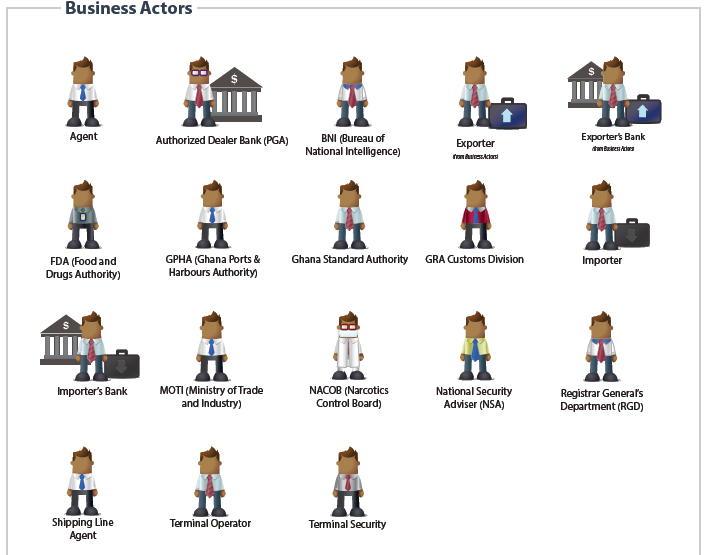 Business Actors
$
$
Agent
Authorized Dealer Bank (PGA)
BNI (Bureau of
National Intelligence)
Exporter
(from Business Actors)
Exporter's Bank
(from Business Actors)
FDA (Food and
Drugs Authority)
GPHA (Ghana Ports &
Harbours Authority)
Ghana Standard Authority
GRA Customs Division
Importer
$
Importer's Bank
MOTI (Ministry of Trade
and Industry)
NACOB (Narcotics
Control Board)
National Security
Adviser (NSA)
Registrar General's
Department (RGD)
Shipping Line
Agent
Terminal Operator
Terminal Security